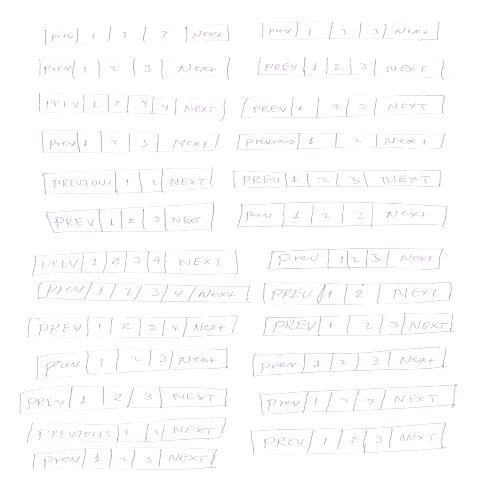 prev 1 2 3 Next prev 1 2 3 Next
prev 1 2 3 Next PREV 1 2 3 NEXT
PREV 1 2 3 4 NEXT PREV 1 2 3 NEXT
prev 1 2 3 Next previous 1 2 Next
PREVIOUS 1 2 NEXT PREV 1 2 3 NEXT
PREV 1 2 3 NEXT prev 1 2 3 Next
PREV 1 2 3 4 NEXT prev 1 2 3 Next
prev 1 2 3 4 Next PREV 1 2 NEXT
PREV 1 2 3 4 Next PREV 1 2 3 NEXT
prev 1 2 3 Next prev 1 2 3 Next
PREV 1 2 3 NEXT prev 1 2 3 NEXT
PREVIOUS 1 2 NEXT PREV 1 2 3 NEXT
prev 1 2 3 NEXT